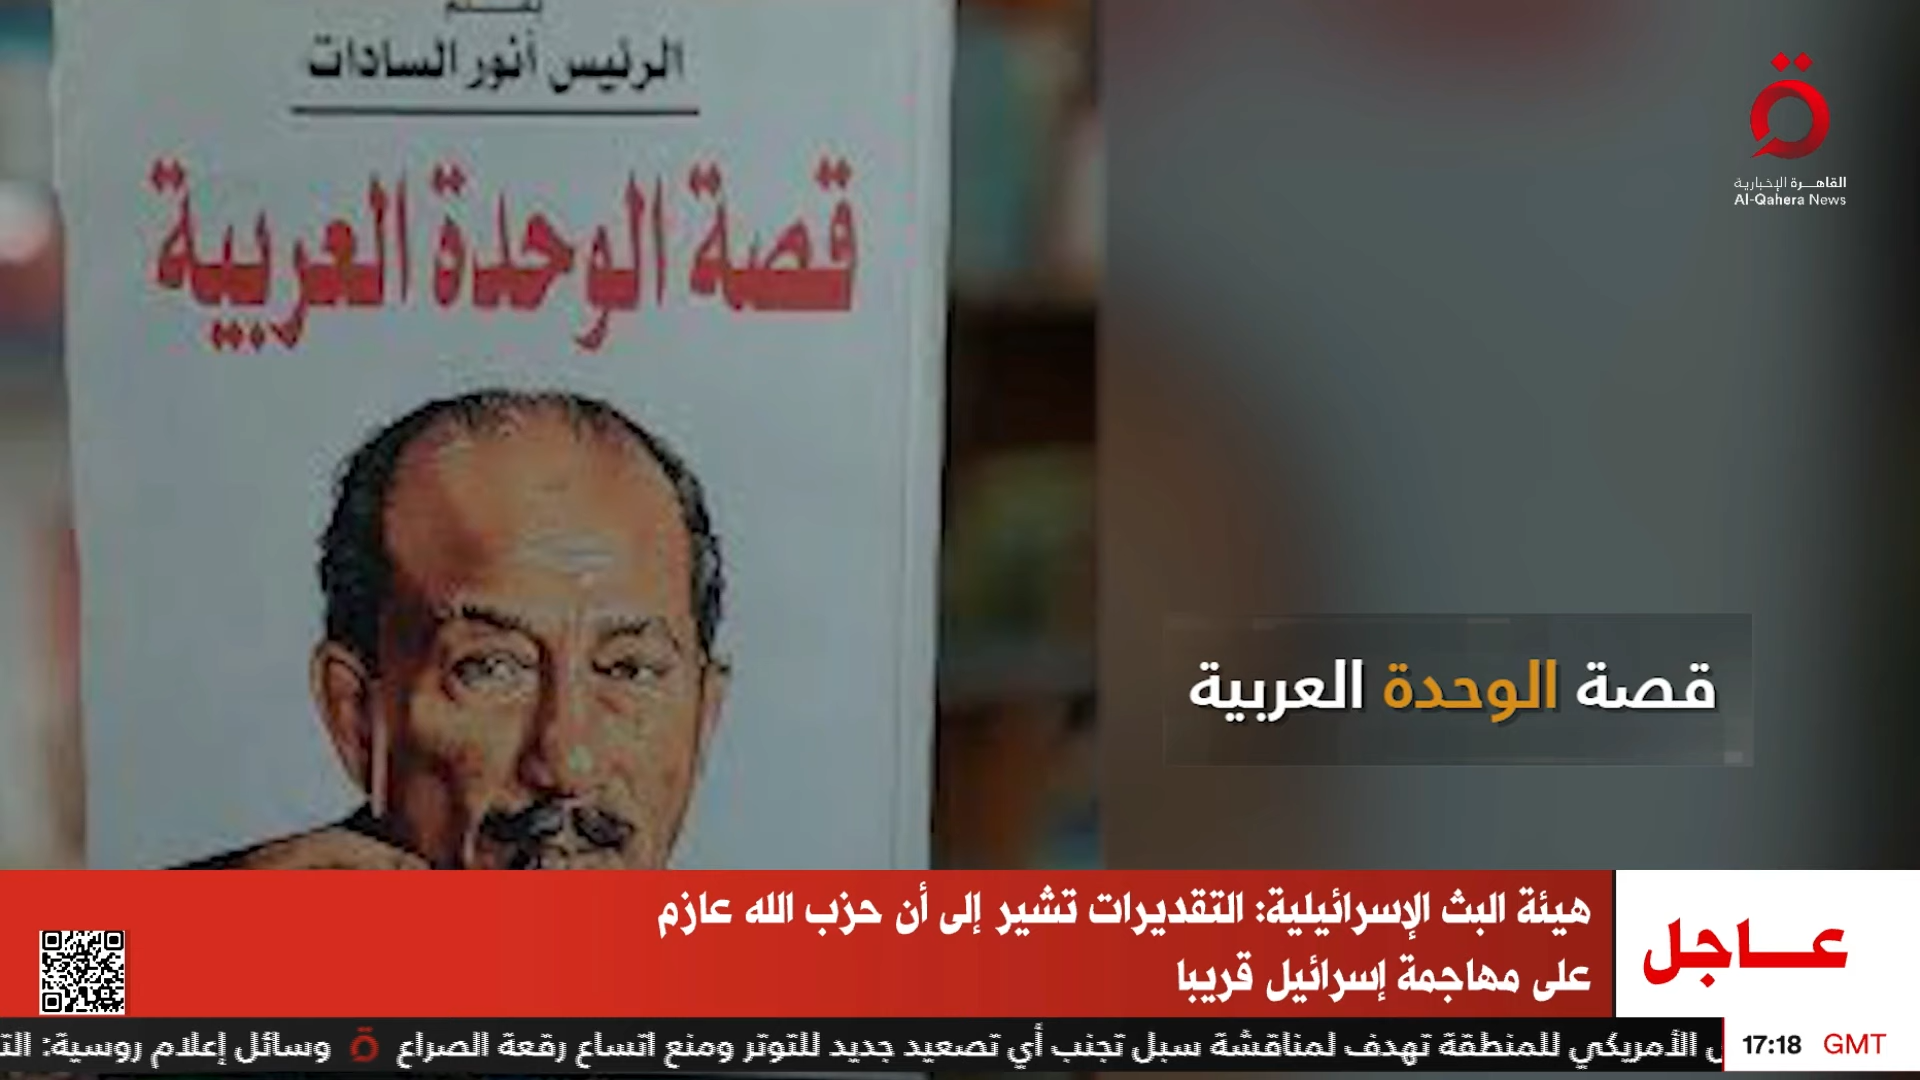 بقلم
الرئيس أنور السادات
قصة الوحدة العربية
القاهرة الإخبارية
Al-Qahera News
قصة الوحدة العربية
عاجل
هيئة البث الإسرائيلية: التقديرات تشير إلى أن حزب الله عازم
على مهاجمة إسرائيل قريبا
17:18 GMT
الأمريكي للمنطقة تهدف لمناقشة سبل تجنب أي تصعيد جديد للتوتر ومنع اتساع رقعة الصراع وسائل إعلام روسية: